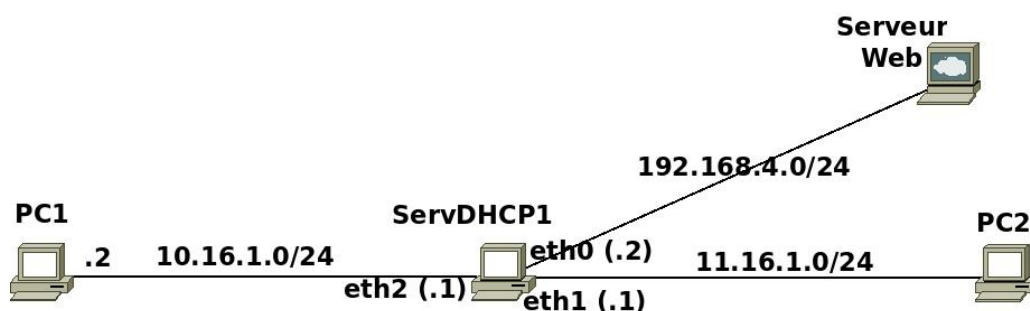 Serveur
Web
192.168.4.0/24
PC1
ServDHCP1
PC2
.2
10.16.1.0/24
eth0 (.2)
11.16.1.0/24
eth2 (.1)
eth1 (.1)